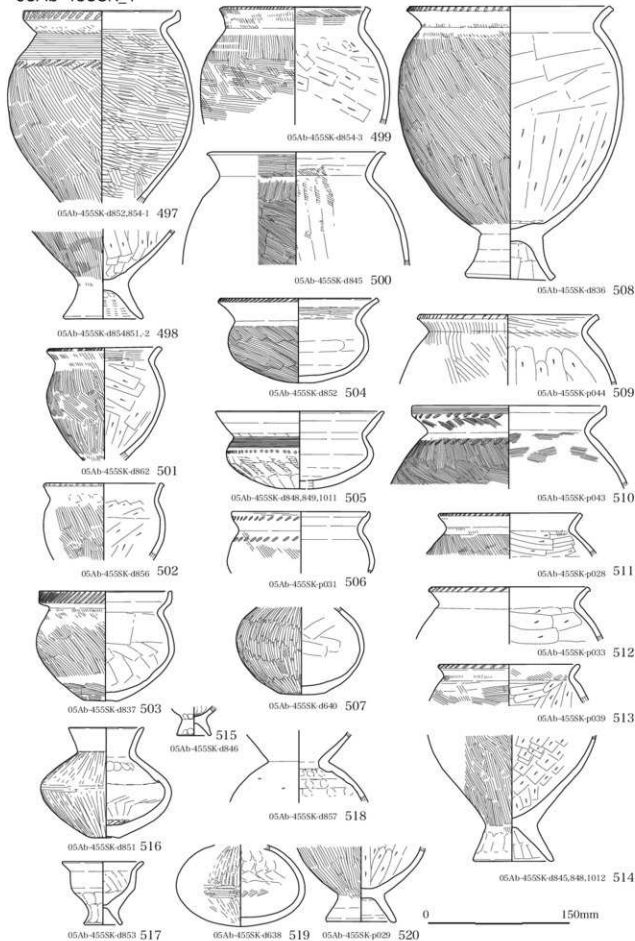 05Ab-455SK-d852,854-1 497
05Ab-455SK-d854-3 499
05Ab-455SK-d845 500
05Ab-455SK-d836 508
05Ab-455SK-d854851,-2 498
05Ab-455SK-d852 504
05Ab-455SK-p044 509
05Ab-455SK-d862 501
05Ab-455SK-d848,849,1011 505
05Ab-455SK-p043 510
05Ab-455SK-d856 502
05Ab-455SK-p031 506
05Ab-455SK-p028 511
05Ab-455SK-p033 512
05Ab-455SK-d837 503
05Ab-455SK-d640 507
05Ab-455SK-p039 513
05Ab-455SK-d846 515
05Ab-455SK-d851 516
05Ab-455SK-d857 518
05Ab-455SK-d845,848,1012 514
05Ab-455SK-d853 517
05Ab-455SK-d638 519
05Ab-455SK-p029 520
0 150mm